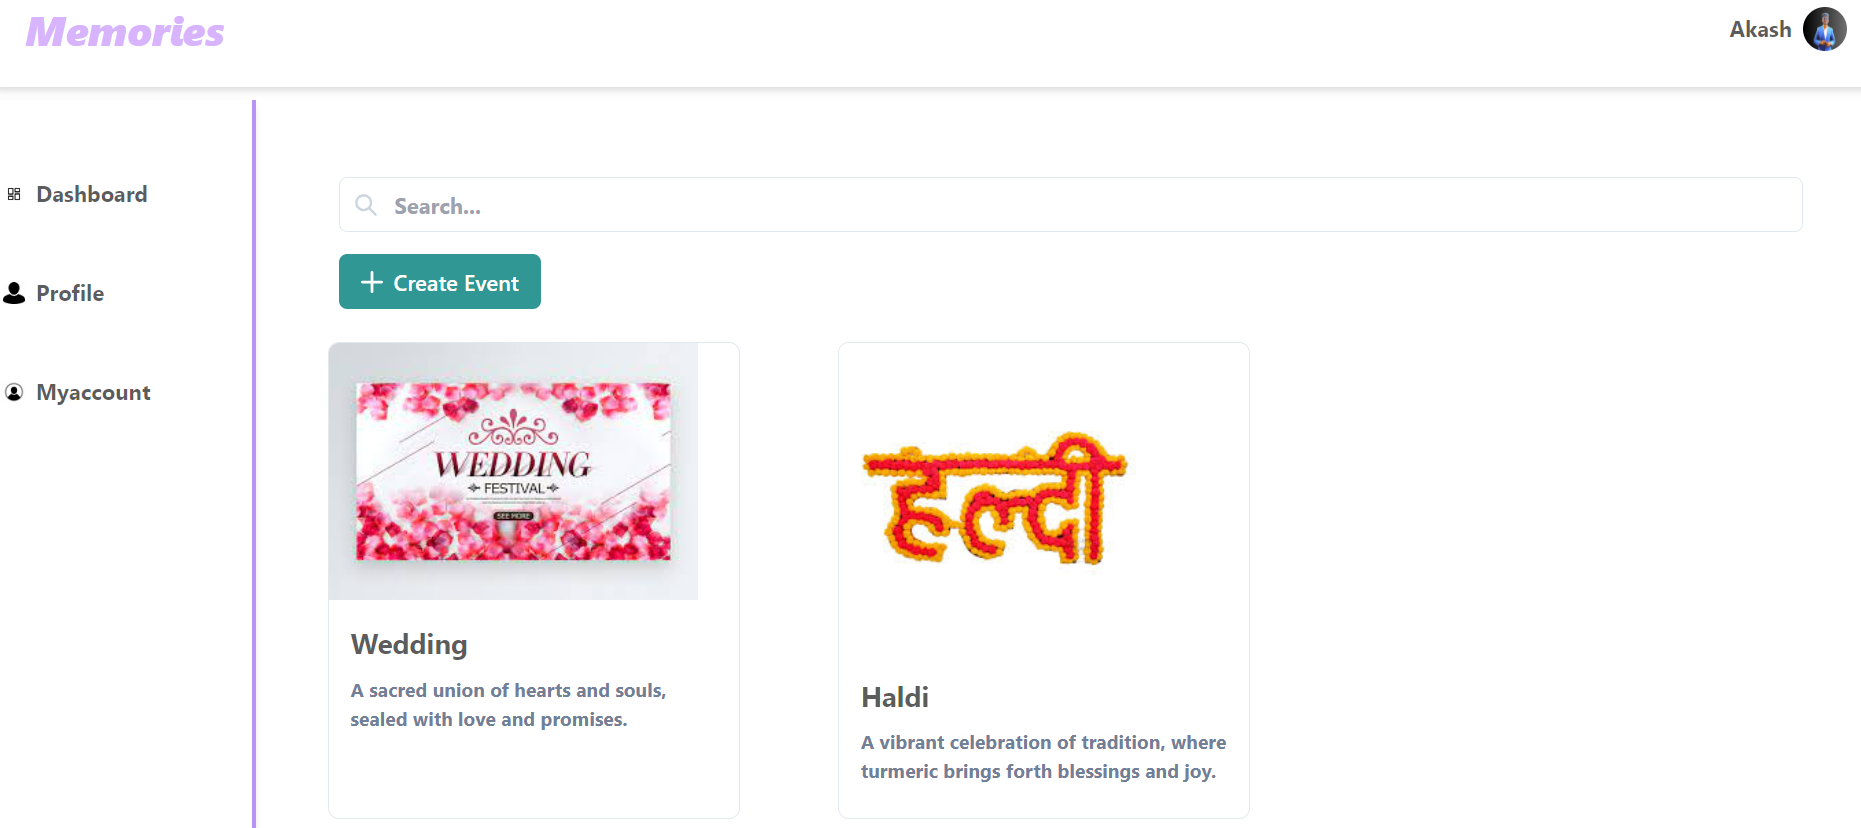 Memories
Akash
Dashboard
Profile
Myaccount
Search...
Create Event
WEDDING
FESTIVAL
SEE MORE
Wedding
A sacred union of hearts and souls,
sealed with love and promises.
हल्दी
Haldi
A vibrant celebration of tradition, where
turmeric brings forth blessings and joy.